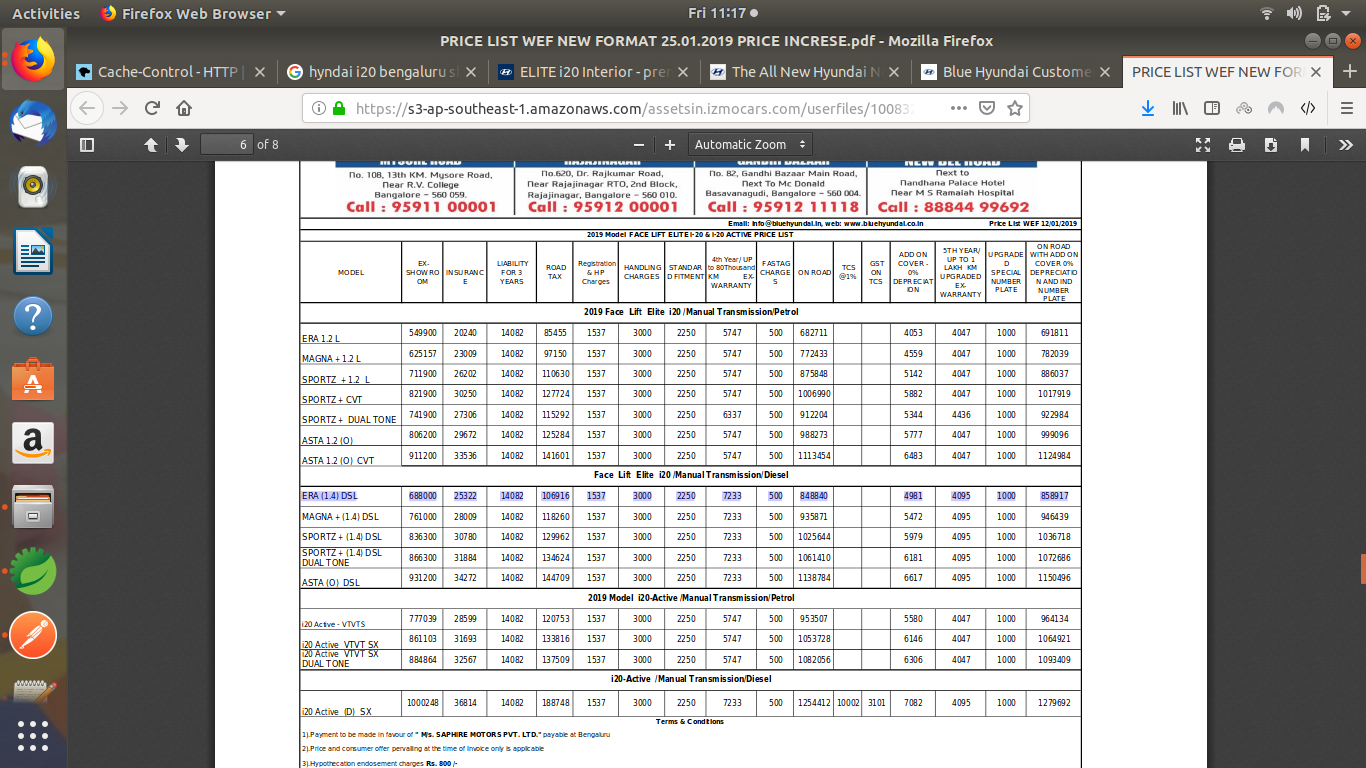 Activities Firefox Web Browser Fri 11:17
PRICE LIST WEF NEW FORMAT 25.01.2019 PRICE INCRESE.pdf - Mozilla Firefox
Cache-Control - HTTP | hyndai i20 bengaluru s ELITE i20 Interior - pre The All New Hyundai Blue Hyundai Custome PRICE LIST WEF NEW FOR
https://s3-ap-southeast-1.amazonaws.com/assetsin.izmocars.com/userfiles/10083
6 of 8 Automatic Zoom
MYSORE ROAD RAJAJINAGAR GANDHI BAZAAR NEW BEL ROAD
No. 108, 13th KM. Mysore Road, No.620, Dr. Rajkumar Road, No. 82, Gandhi Bazaar Main Road, Next to
Near R.V. College Near Rajajinagar RTO, 2nd Block, Next To Mc Donald Nandhana Palace Hotel
Bangalore - 560 059. Rajajinagar, Bangalore - 560 010. Basavanagudi, Bangalore - 560 004. Near M S Ramaiah Hospital
Call : 95911 00001 Call : 95912 00001 Call : 95912 11118 Call : 88844 99692
Email: info@bluehyundai.in, web: www.bluehyundai.co.in Price List WEF 12/01/2019
2019 Model FACE LIFT ELITE I-20 & I-20 ACTIVE PRICE LIST
MODEL EX-SHOWROOM INSURANCE LIABILITY FOR 3 YEARS ROAD TAX Registration & HP Charges HANDLING CHARGES STANDARD FITMENT 4th Year/ UP to 80Thousand KM EX-WARRANTY FASTAG CHARGES ON ROAD TCS @1% GST ON TCS ADD ON COVER - 0% DEPRECIATION 5TH YEAR/ UP TO 1 LAKH KM UPGRADED EX-WARRANTY UPGRADED SPECIAL NUMBER PLATE ON ROAD WITH ADD ON COVER 0% DEPRECIATION AND IND NUMBER PLATE
2019 Face Lift Elite i20 /Manual Transmission/Petrol
ERA 1.2 L 549900 20240 14082 85455 1537 3000 2250 5747 500 682711 4053 4047 1000 691811
MAGNA + 1.2 L 625157 23009 14082 97150 1537 3000 2250 5747 500 772433 4559 4047 1000 782039
SPORTZ + 1.2 L 711900 26202 14082 110630 1537 3000 2250 5747 500 875848 5142 4047 1000 886037
SPORTZ + CVT 821900 30250 14082 127724 1537 3000 2250 5747 500 1006990 5882 4047 1000 1017919
SPORTZ + DUAL TONE 741900 27306 14082 115292 1537 3000 2250 6337 500 912204 5344 4436 1000 922984
ASTA 1.2 (O) 806200 29672 14082 125284 1537 3000 2250 5747 500 988273 5777 4047 1000 999096
ASTA 1.2 (O) CVT 911200 33536 14082 141601 1537 3000 2250 5747 500 1113454 6483 4047 1000 1124984
Face Lift Elite i20 /Manual Transmission/Diesel
ERA (1.4) DSL 688000 25322 14082 106916 1537 3000 2250 7233 500 848840 4981 4095 1000 858917
MAGNA + (1.4) DSL 761000 28009 14082 118260 1537 3000 2250 7233 500 935871 5472 4095 1000 946439
SPORTZ + (1.4) DSL 836300 30780 14082 129962 1537 3000 2250 7233 500 1025644 5979 4095 1000 1036718
SPORTZ + (1.4) DSL DUAL TONE 866300 31884 14082 134624 1537 3000 2250 7233 500 1061410 6181 4095 1000 1072686
ASTA (O) DSL 931200 34272 14082 144709 1537 3000 2250 7233 500 1138784 6617 4095 1000 1150496
2019 Model i20-Active /Manual Transmission/Petrol
i20 Active - VTVTS 777039 28599 14082 120753 1537 3000 2250 5747 500 953507 5580 4047 1000 964134
i20 Active VTVT SX 861103 31693 14082 133816 1537 3000 2250 5747 500 1053728 6146 4047 1000 1064921
i20 Active VTVT SX DUAL TONE 884864 32567 14082 137509 1537 3000 2250 5747 500 1082056 6306 4047 1000 1093409
i20-Active /Manual Transmission/Diesel
i20 Active (D) SX 1000248 36814 14082 188748 1537 3000 2250 7233 500 1254412 10002 3101 7082 4095 1000 1279692
Terms & Conditions
1).Payment to be made in favour of " M/s. SAPHIRE MOTORS PVT. LTD." payable at Bengaluru
2).Price and consumer offer pervailing at the time of Invoice only is applicable
3).Hypothecation endosement charges Rs. 800 /-